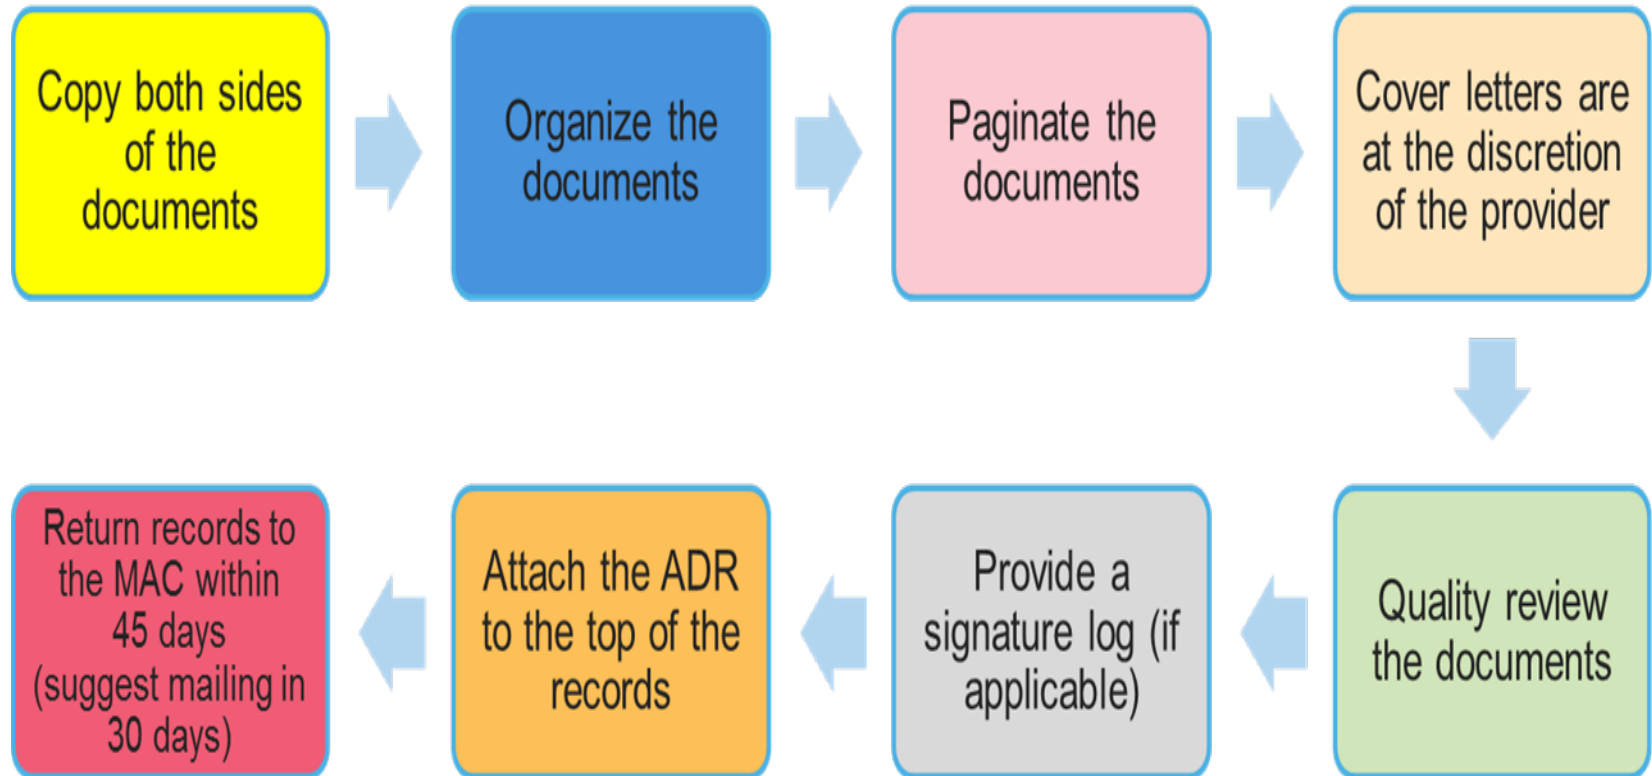 Copy both sides
of the
documents
Organize the
documents
Paginate the
documents
Cover letters are
at the discretion
of the provider
Quality review
the documents
Provide a
signature log (if
applicable)
Attach the ADR
to the top of the
records
Return records to
the MAC within
45 days
(suggest mailing in
30 days)